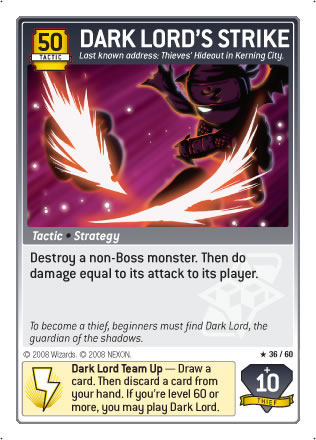 50
TACTIC
DARK LORD'S STRIKE
Last known address: Thieves' Hideout in Kerning City.
Tactic • Strategy
Destroy a non-Boss monster. Then do
damage equal to its attack to its player.
To become a thief, beginners must find Dark Lord, the
guardian of the shadows.
© 2008 Wizards. © 2008 NEXON.
★ 36 / 60
Dark Lord Team Up — Draw a
card. Then discard a card from
your hand. If you're level 60 or
more, you may play Dark Lord.
+
10
THIEF